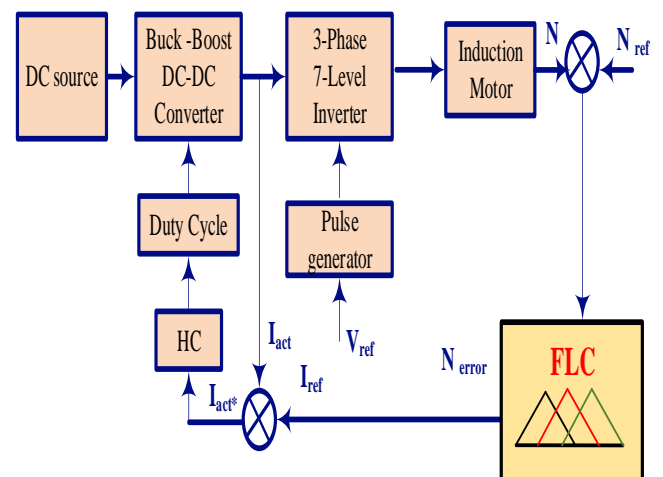 DC source
Buck -Boost
DC-DC
Converter
3-Phase
7-Level
Inverter
Induction
Motor
N
N ref
Duty Cycle
Pulse
generator
HC
I act
V ref
N error
FLC
I ref
I act*